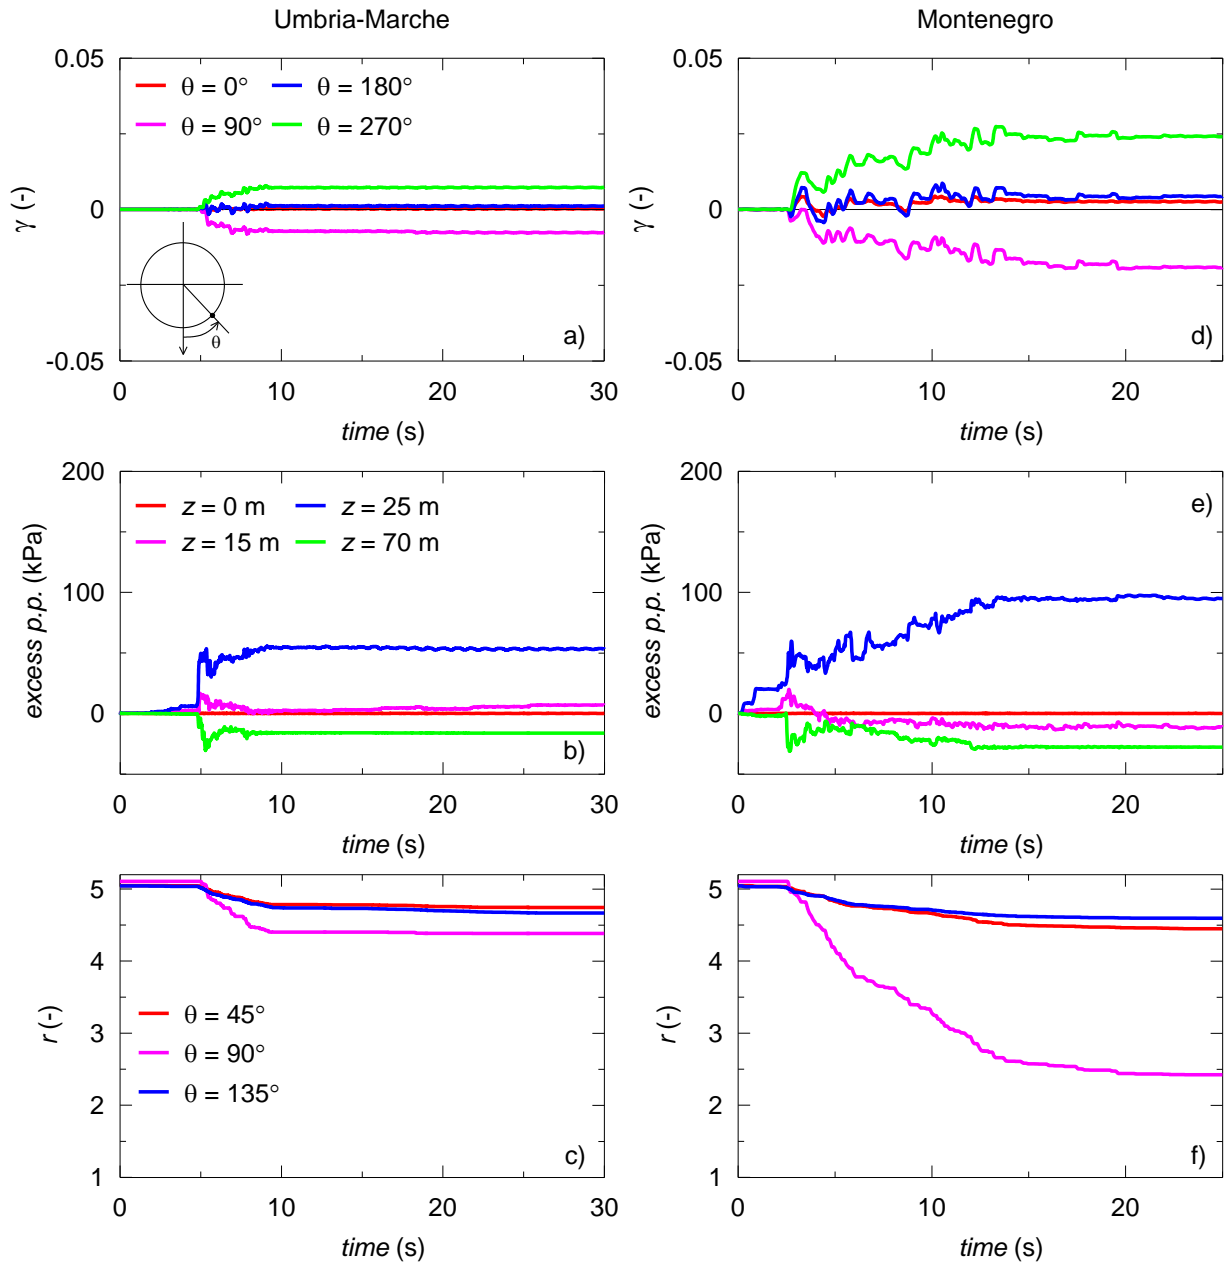 Umbria-Marche
Montenegro
0.05
0
-0.05
γ (-)
θ = 0°
θ = 180°
θ = 90°
θ = 270°
θ
a)
0 10 20 30
time (s)
0.05
0
-0.05
γ (-)
d)
0 10 20
time (s)
200
100
0
excess p.p. (kPa)
z = 0 m
z = 25 m
z = 15 m
z = 70 m
b)
0 10 20 30
time (s)
200
100
0
excess p.p. (kPa)
e)
0 10 20
time (s)
5
4
3
2
1
r (-)
θ = 45°
θ = 90°
θ = 135°
c)
0 10 20 30
time (s)
5
4
3
2
1
r (-)
f)
0 10 20
time (s)